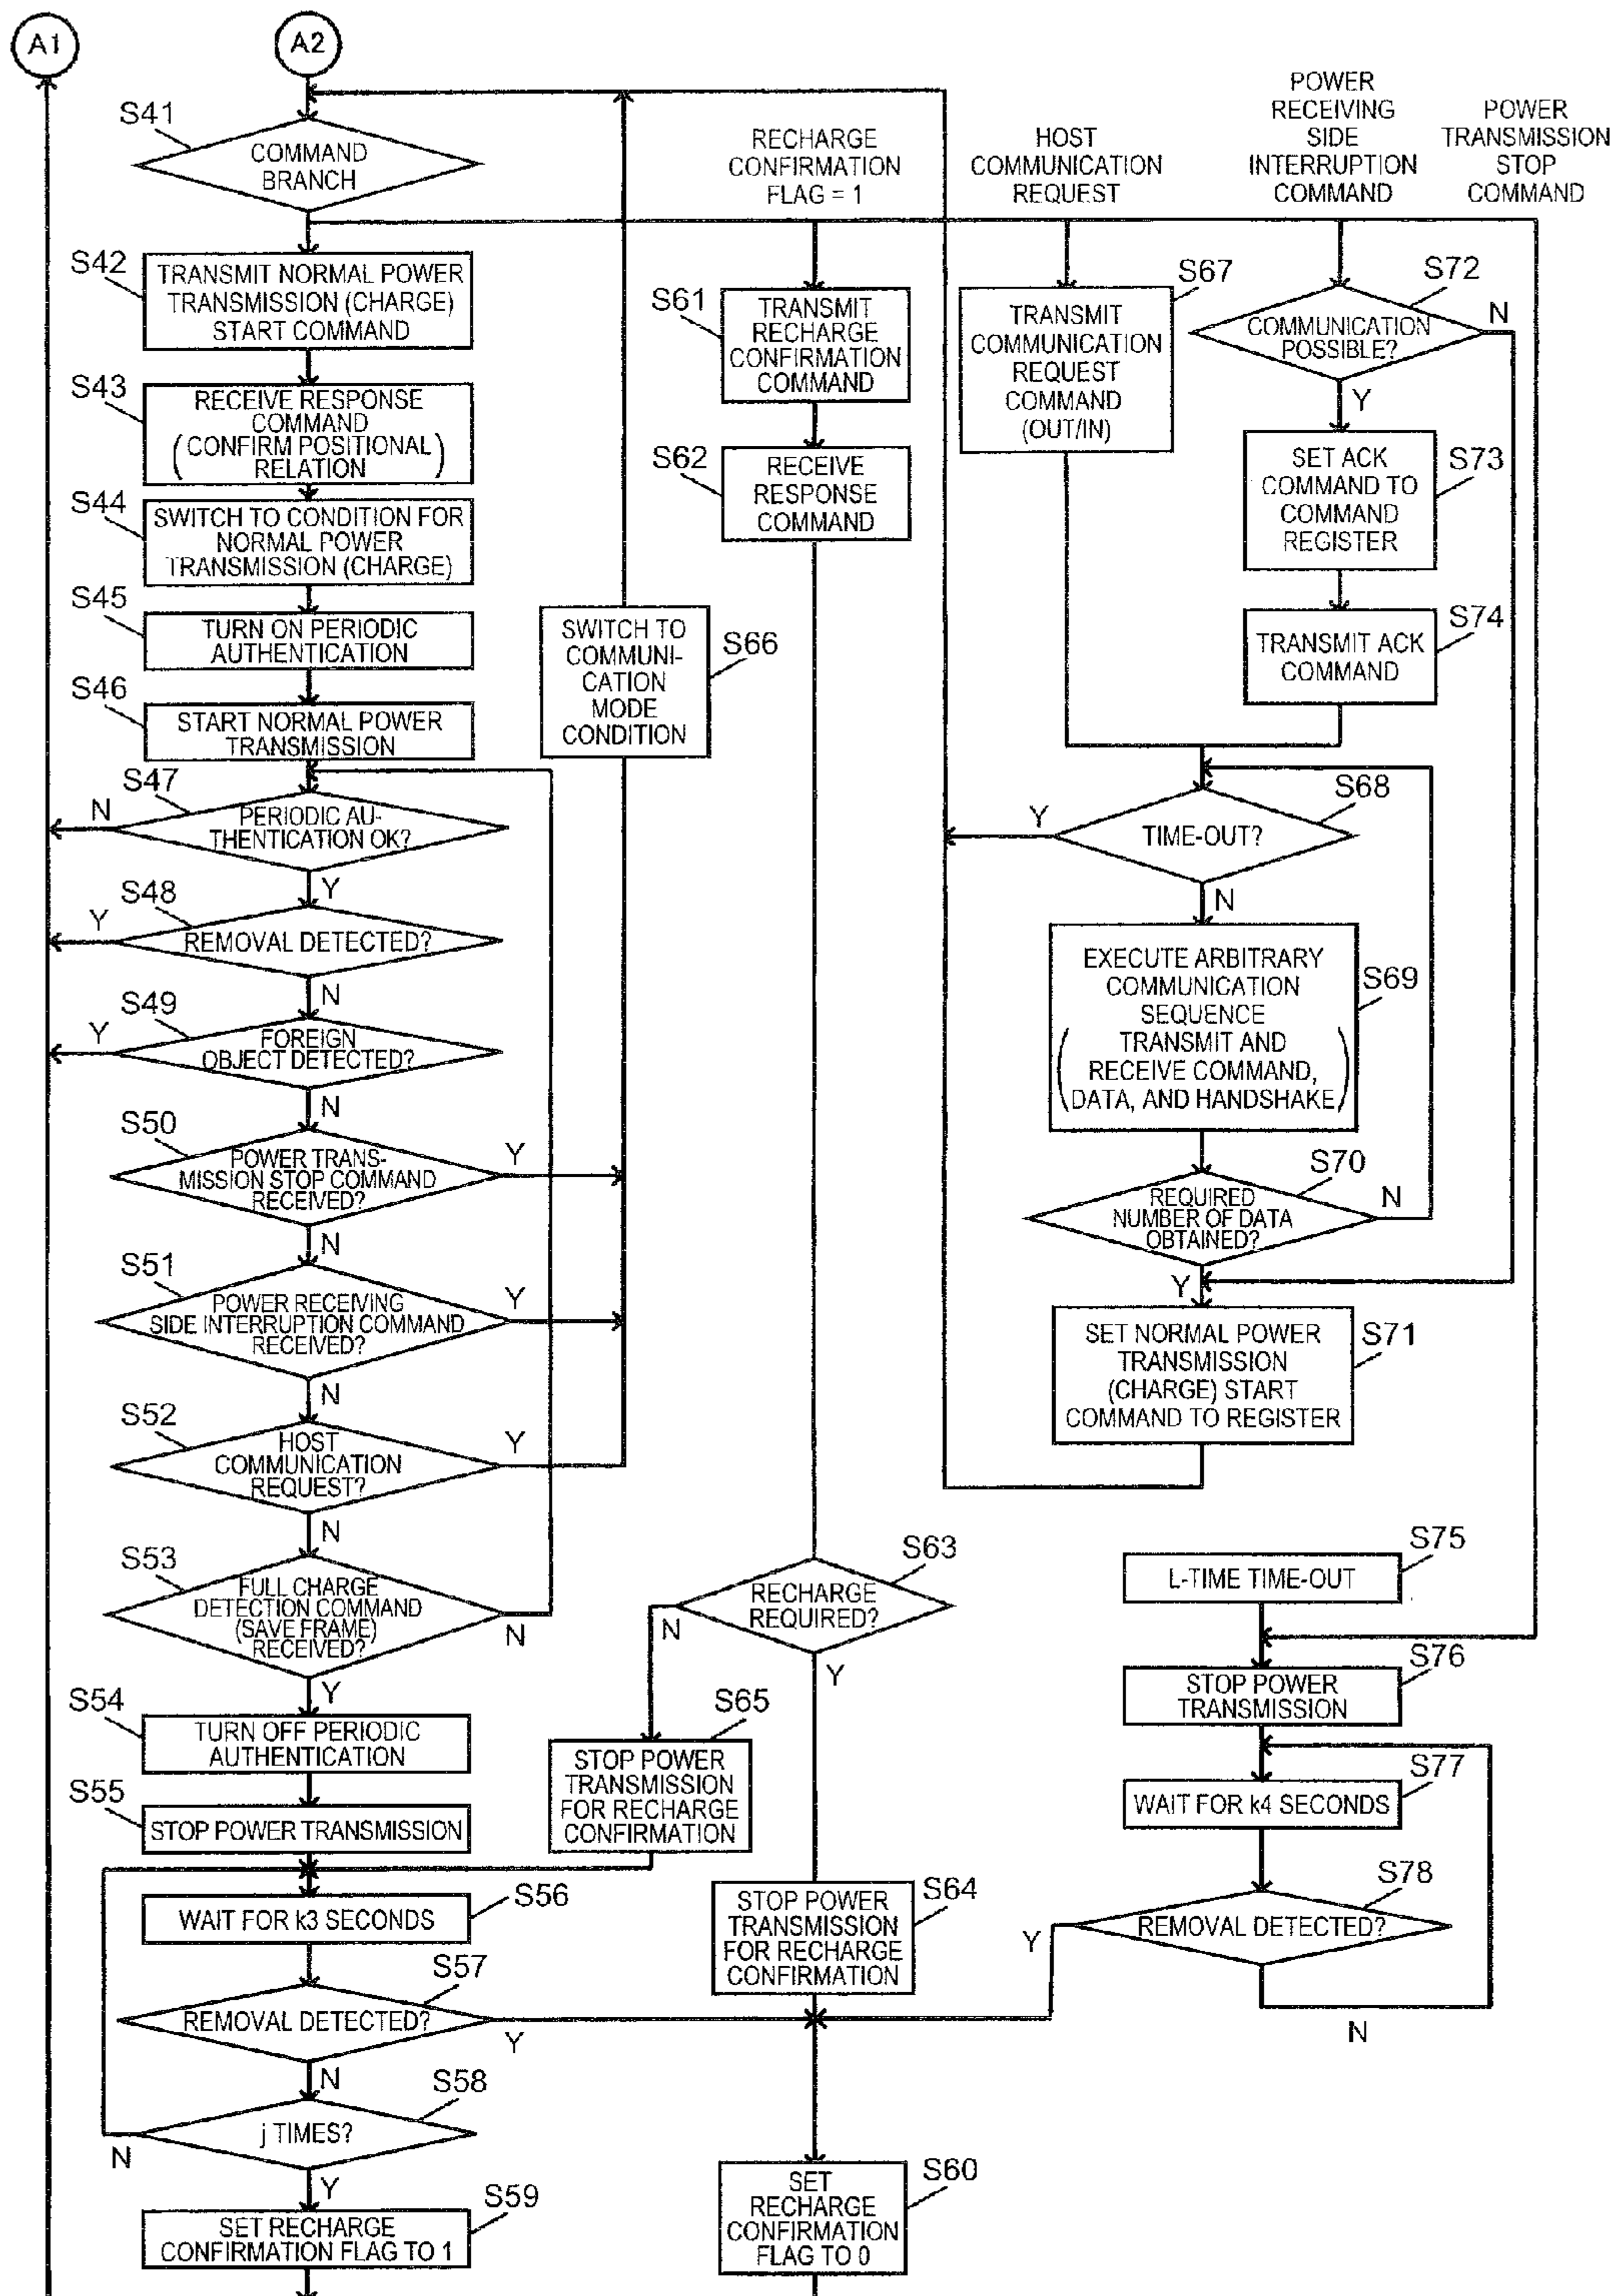 A1
A2
S41
COMMAND
BRANCH
RECHARGE
CONFIRMATION
FLAG = 1
HOST
COMMUNICATION
REQUEST
POWER
RECEIVING
SIDE
INTERRUPTION
COMMAND
POWER
TRANSMISSION
STOP
COMMAND
S42
TRANSMIT NORMAL POWER
TRANSMISSION (CHARGE)
START COMMAND
S43
RECEIVE RESPONSE
COMMAND
(CONFIRM POSITIONAL
RELATION)
S44
SWITCH TO CONDITION FOR
NORMAL POWER
TRANSMISSION (CHARGE)
S45
TURN ON PERIODIC
AUTHENTICATION
S46
START NORMAL POWER
TRANSMISSION
S47
PERIODIC AU-
THENTICATION OK?
N
Y
S48
REMOVAL DETECTED?
Y
N
S49
FOREIGN
OBJECT DETECTED?
Y
N
S50
POWER TRANS-
MISSION STOP COMMAND
RECEIVED?
Y
N
S51
POWER RECEIVING
SIDE INTERRUPTION COMMAND
RECEIVED?
Y
N
S52
HOST
COMMUNICATION
REQUEST?
Y
N
S53
FULL CHARGE
DETECTION COMMAND
(SAVE FRAME)
RECEIVED?
N
Y
S54
TURN OFF PERIODIC
AUTHENTICATION
S55
STOP POWER TRANSMISSION
S56
WAIT FOR k3 SECONDS
S57
REMOVAL DETECTED?
Y
N
S58
j TIMES?
N
Y
S59
SET RECHARGE
CONFIRMATION FLAG TO 1
S66
SWITCH TO
COMMUNI-
CATION
MODE
CONDITION
S61
TRANSMIT
RECHARGE
CONFIRMATION
COMMAND
S62
RECEIVE
RESPONSE
COMMAND
S63
RECHARGE
REQUIRED?
N
Y
S65
STOP POWER
TRANSMISSION
FOR RECHARGE
CONFIRMATION
S64
STOP POWER
TRANSMISSION
FOR RECHARGE
CONFIRMATION
S60
SET
RECHARGE
CONFIRMATION
FLAG TO 0
S67
TRANSMIT
COMMUNICATION
REQUEST
COMMAND
(OUT/IN)
S72
COMMUNICATION
POSSIBLE?
N
Y
S73
SET ACK
COMMAND TO
COMMAND
REGISTER
S74
TRANSMIT ACK
COMMAND
S68
TIME-OUT?
Y
N
S69
EXECUTE ARBITRARY
COMMUNICATION
SEQUENCE
(TRANSMIT AND
RECEIVE COMMAND,
DATA, AND HANDSHAKE)
S70
REQUIRED
NUMBER OF DATA
OBTAINED?
N
Y
S71
SET NORMAL POWER
TRANSMISSION
(CHARGE) START
COMMAND TO REGISTER
S75
L-TIME TIME-OUT
S76
STOP POWER
TRANSMISSION
S77
WAIT FOR k4 SECONDS
S78
REMOVAL DETECTED?
Y
N